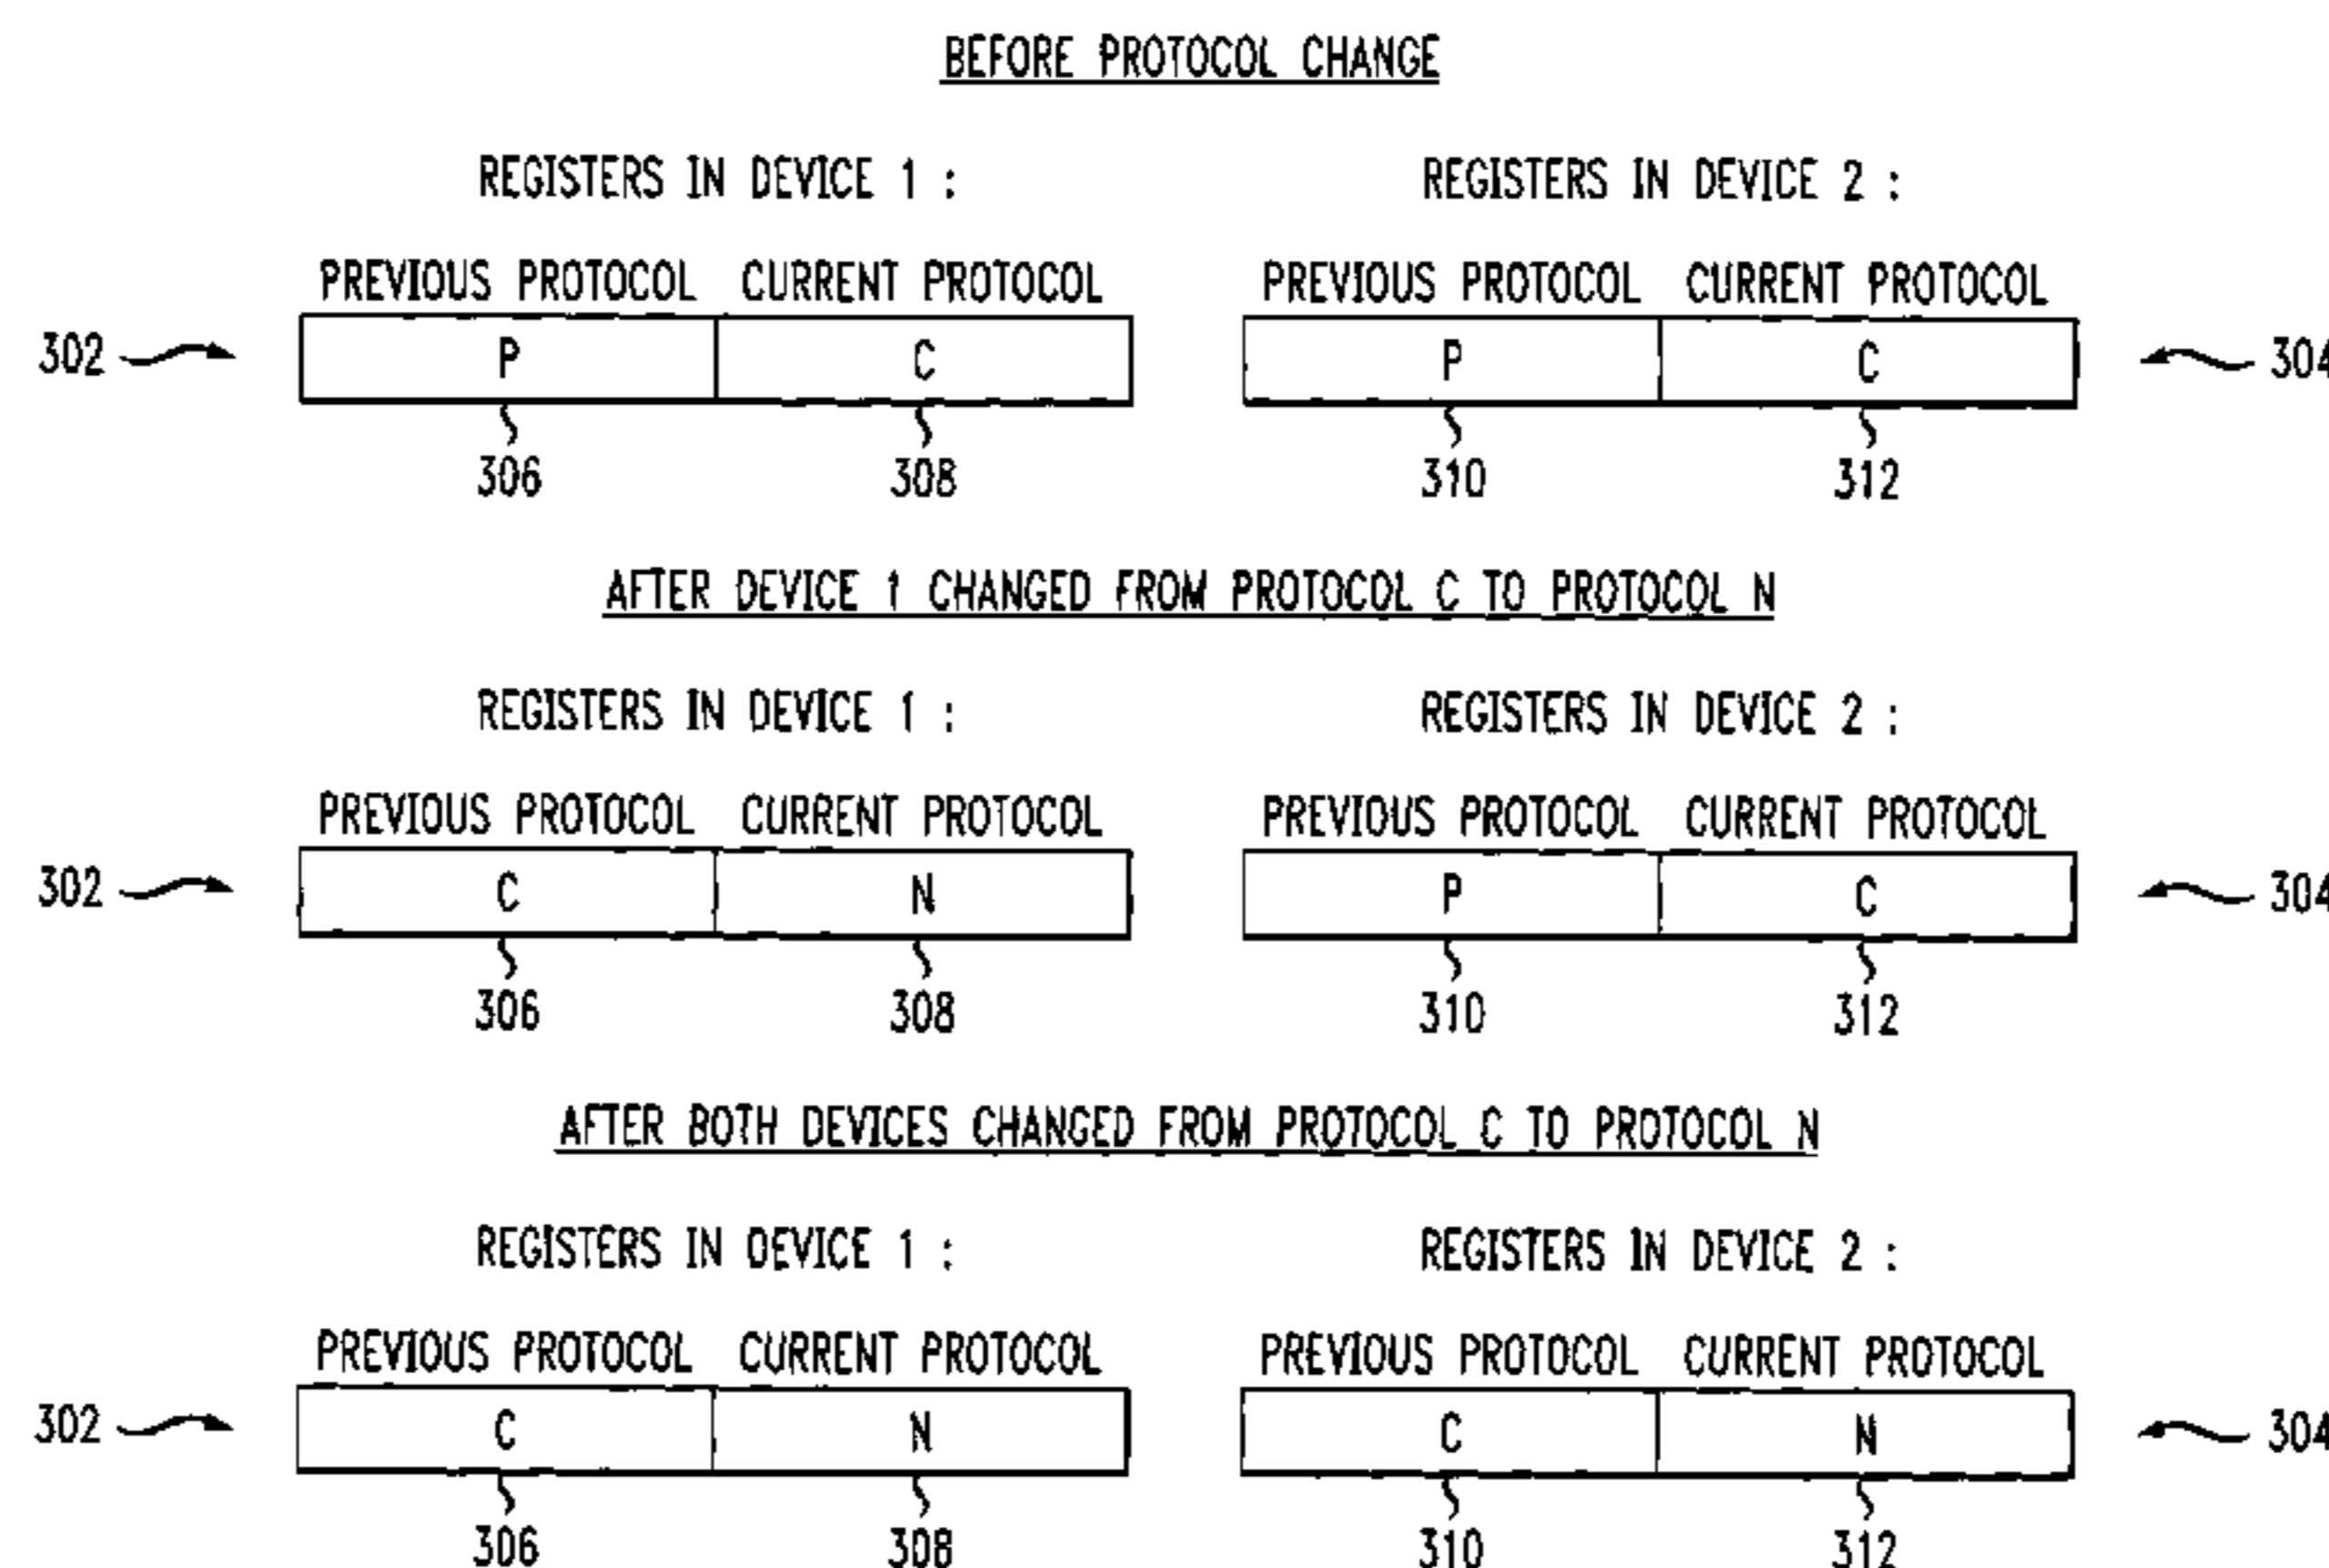 BEFORE PROTOCOL CHANGE
REGISTERS IN DEVICE 1 : REGISTERS IN DEVICE 2 :
PREVIOUS PROTOCOL CURRENT PROTOCOL PREVIOUS PROTOCOL CURRENT PROTOCOL
302 P C P C 304
306 308 310 312
AFTER DEVICE 1 CHANGED FROM PROTOCOL C TO PROTOCOL N
REGISTERS IN DEVICE 1 : REGISTERS IN DEVICE 2 :
PREVIOUS PROTOCOL CURRENT PROTOCOL PREVIOUS PROTOCOL CURRENT PROTOCOL
302 C N P C 304
306 308 310 312
AFTER BOTH DEVICES CHANGED FROM PROTOCOL C TO PROTOCOL N
REGISTERS IN DEVICE 1 : REGISTERS IN DEVICE 2 :
PREVIOUS PROTOCOL CURRENT PROTOCOL PREVIOUS PROTOCOL CURRENT PROTOCOL
302 C N C N 304
306 308 310 312